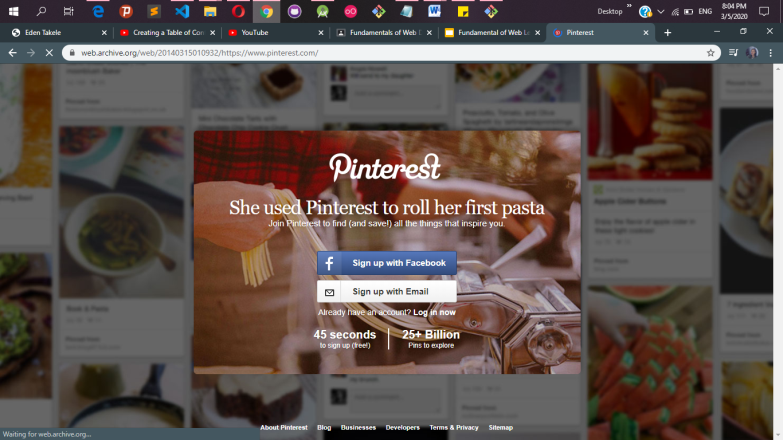 Desktop
ENG
8:04 PM
3/5/2020
Eden Takele
Creating a Table of Con
YouTube
Fundamentals of Web
Fundamental of Web Le
Pinterest
web.archive.org/web/20140315010932/https://www.pinterest.com/
Pinterest
She used Pinterest to roll her first pasta
Join Pinterest to find (and save!) all the things that inspire you.
Sign up with Facebook
Sign up with Email
Already have an account? Log in now
45 seconds
to sign up (free!)
25+ Billion
Pins to explore
Apple Cider Buttons
About Pinterest Blog Businesses Developers Terms & Privacy Sitemap
Waiting for web.archive.org...